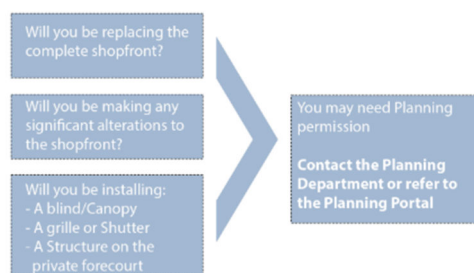 Will you be replacing the
complete shopfront?
Will you be making any
significant alterations to
the shopfront?
Will you be installing:
- A blind/Canopy
- A grille or Shutter
- A Structure on the
private forecourt
You may need Planning
permission
Contact the Planning
Department or refer to
the Planning Portal